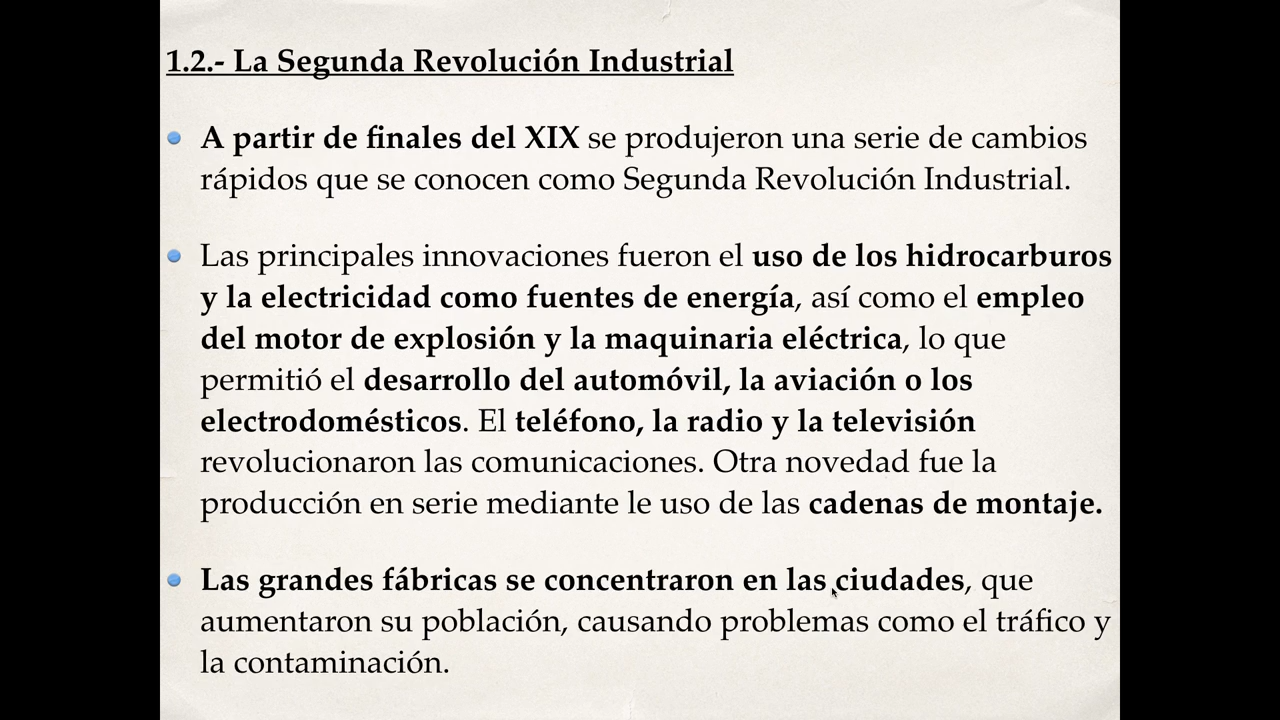 1.2.- La Segunda Revolución Industrial
A partir de finales del XIX se produjeron una serie de cambios
rápidos que se conocen como Segunda Revolución Industrial.
Las principales innovaciones fueron el uso de los hidrocarburos
y la electricidad como fuentes de energía, así como el empleo
del motor de explosión y la maquinaria eléctrica, lo que
permitió el desarrollo del automóvil, la aviación o los
electrodomésticos. El teléfono, la radio y la televisión
revolucionaron las comunicaciones. Otra novedad fue la
producción en serie mediante le uso de las cadenas de montaje.
Las grandes fábricas se concentraron en las ciudades, que
aumentaron su población, causando problemas como el tráfico y
la contaminación.